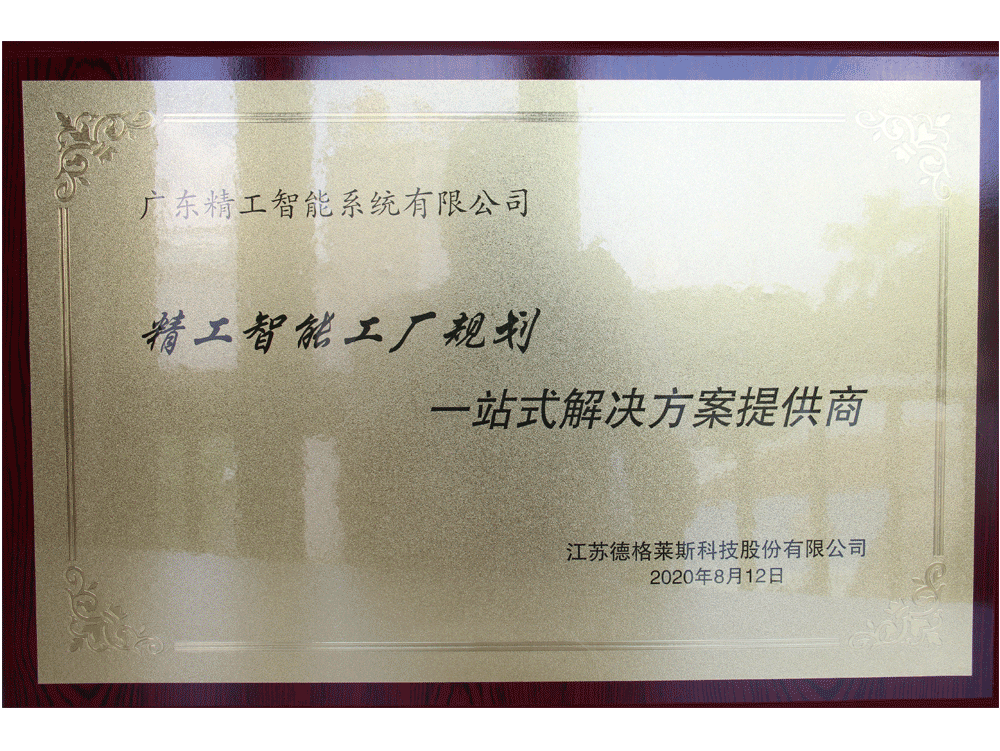 广东精工智能系统有限公司
精工智能工厂规划
一站式解决方案提供商
江苏德格莱斯科技股份有限公司
2020年8月12日